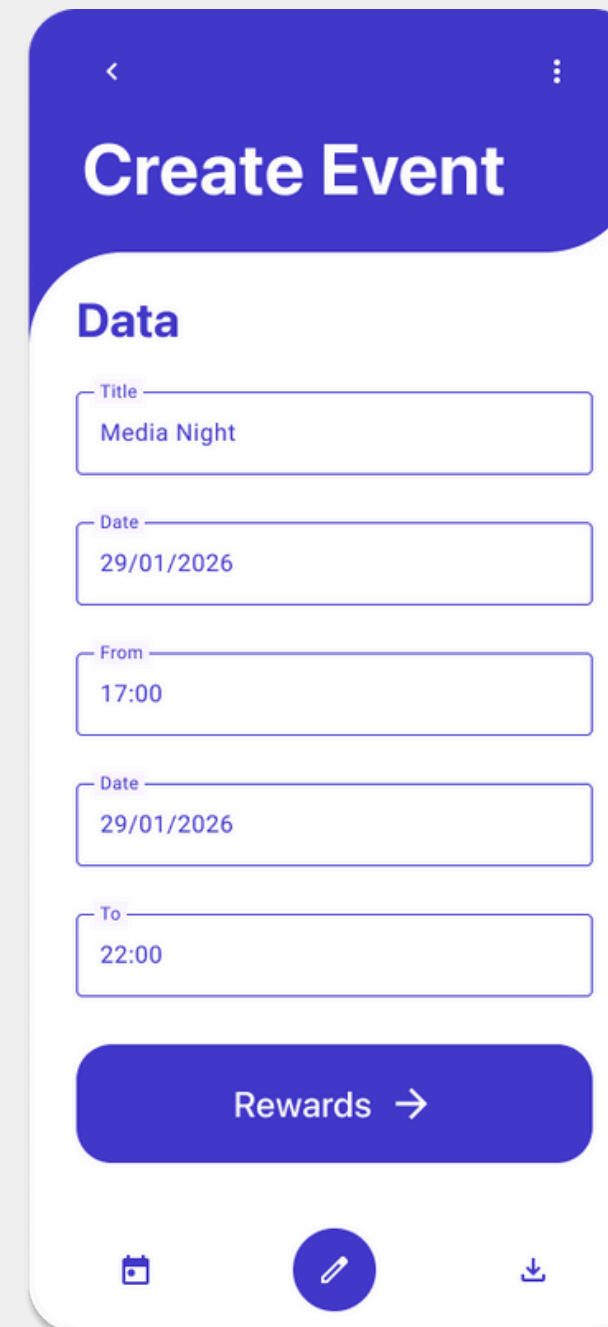 Create Event
Data
Title
Media Night
Date
29/01/2026
From
17:00
Date
29/01/2026
To
22:00
Rewards →